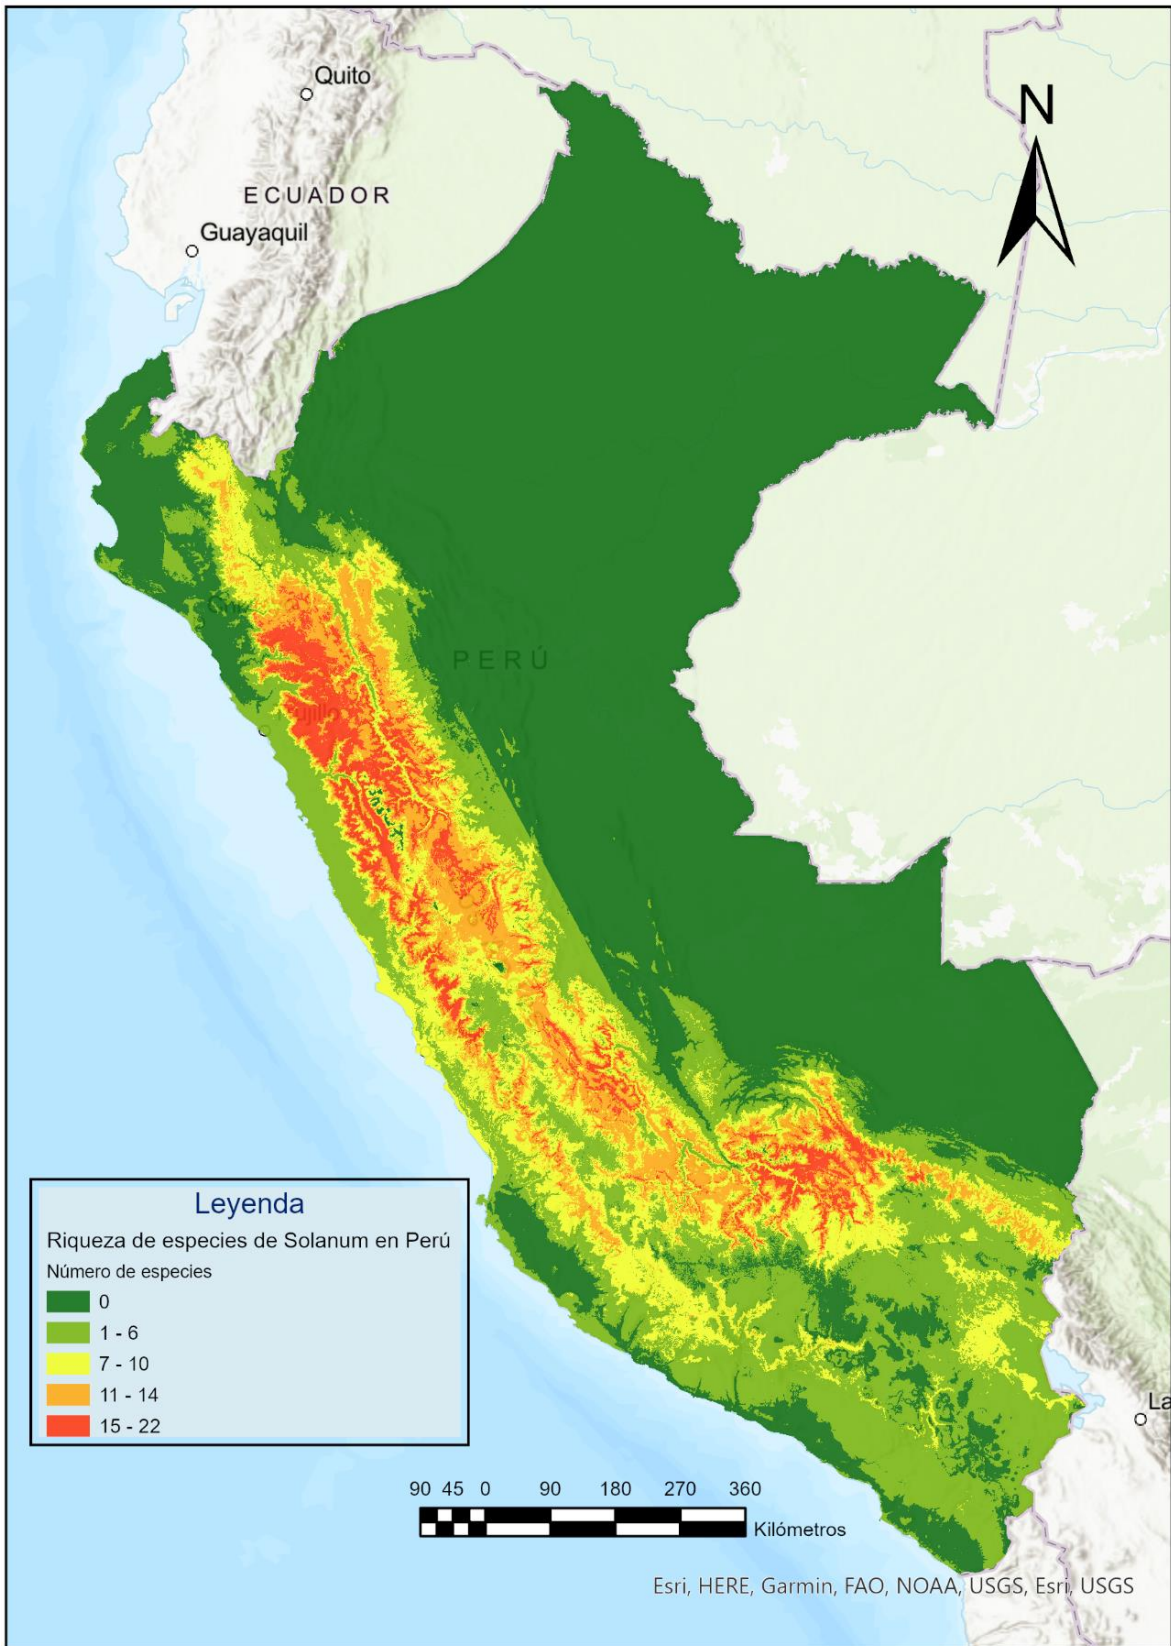 Quito
N
ECUADOR
Guayaquil
PERÚ
Leyenda
Riqueza de especies de Solanum en Perú
Número de especies
0
1 - 6
7 - 10
11 - 14
15 - 22
La
90 45 0 90 180 270 360
Kilómetros
Esri, HERE, Garmin, FAO, NOAA, USGS, Esri, USGS